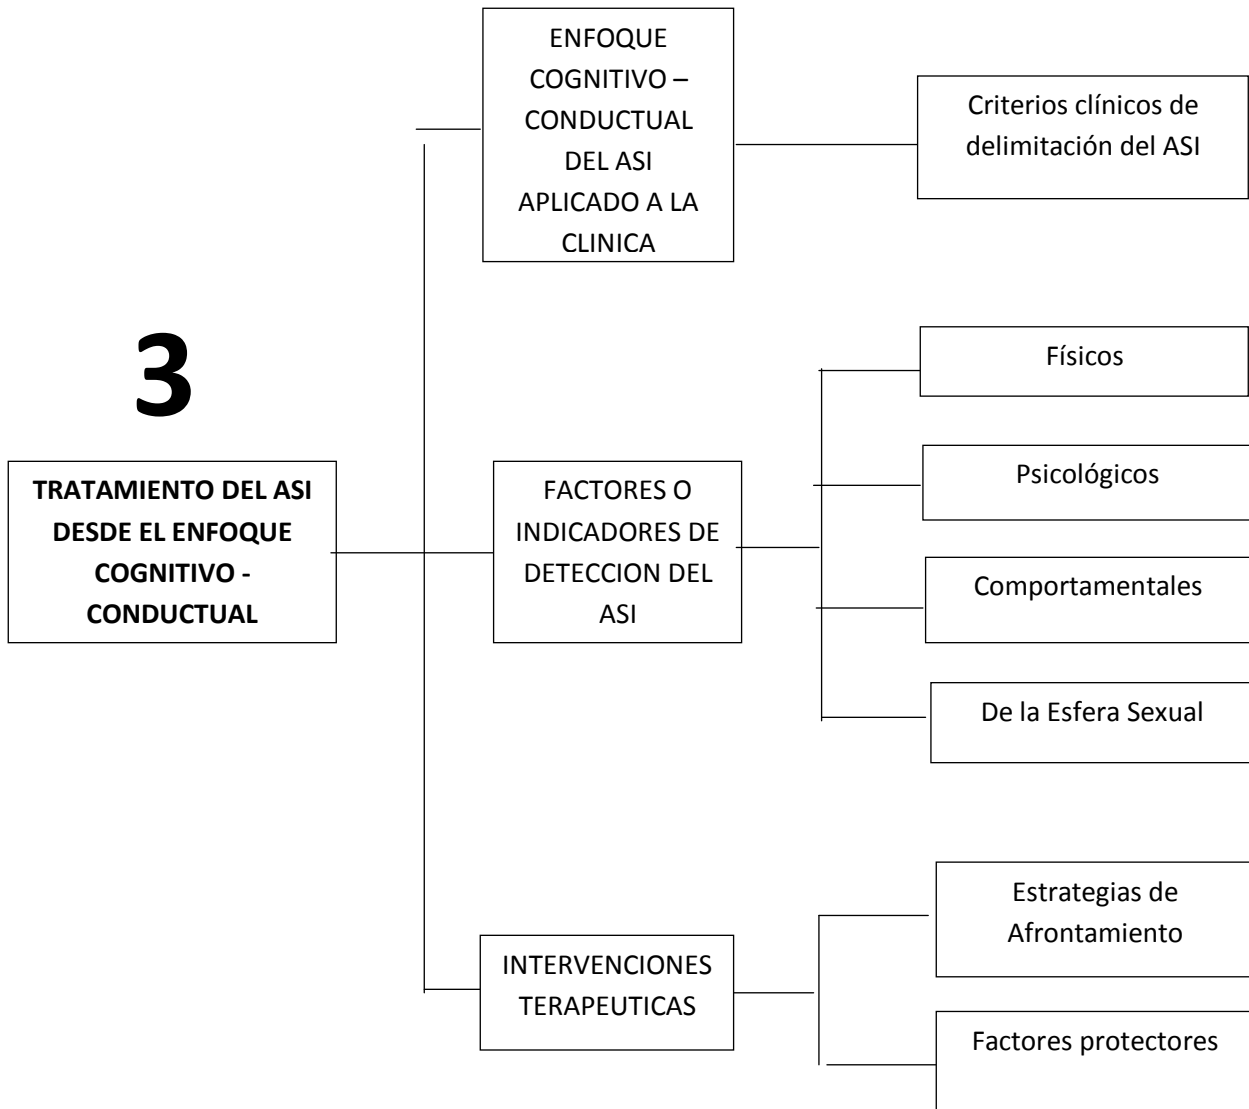 3
TRATAMIENTO DEL ASI
DESDE EL ENFOQUE
COGNITIVO -
CONDUCTUAL
ENFOQUE
COGNITIVO –
CONDUCTUAL
DEL ASI
APLICADO A LA
CLINICA
Criterios clínicos de
delimitación del ASI
FACTORES O
INDICADORES DE
DETECCION DEL
ASI
Físicos
Psicológicos
Comportamentales
De la Esfera Sexual
INTERVENCIONES
TERAPEUTICAS
Estrategias de
Afrontamiento
Factores protectores